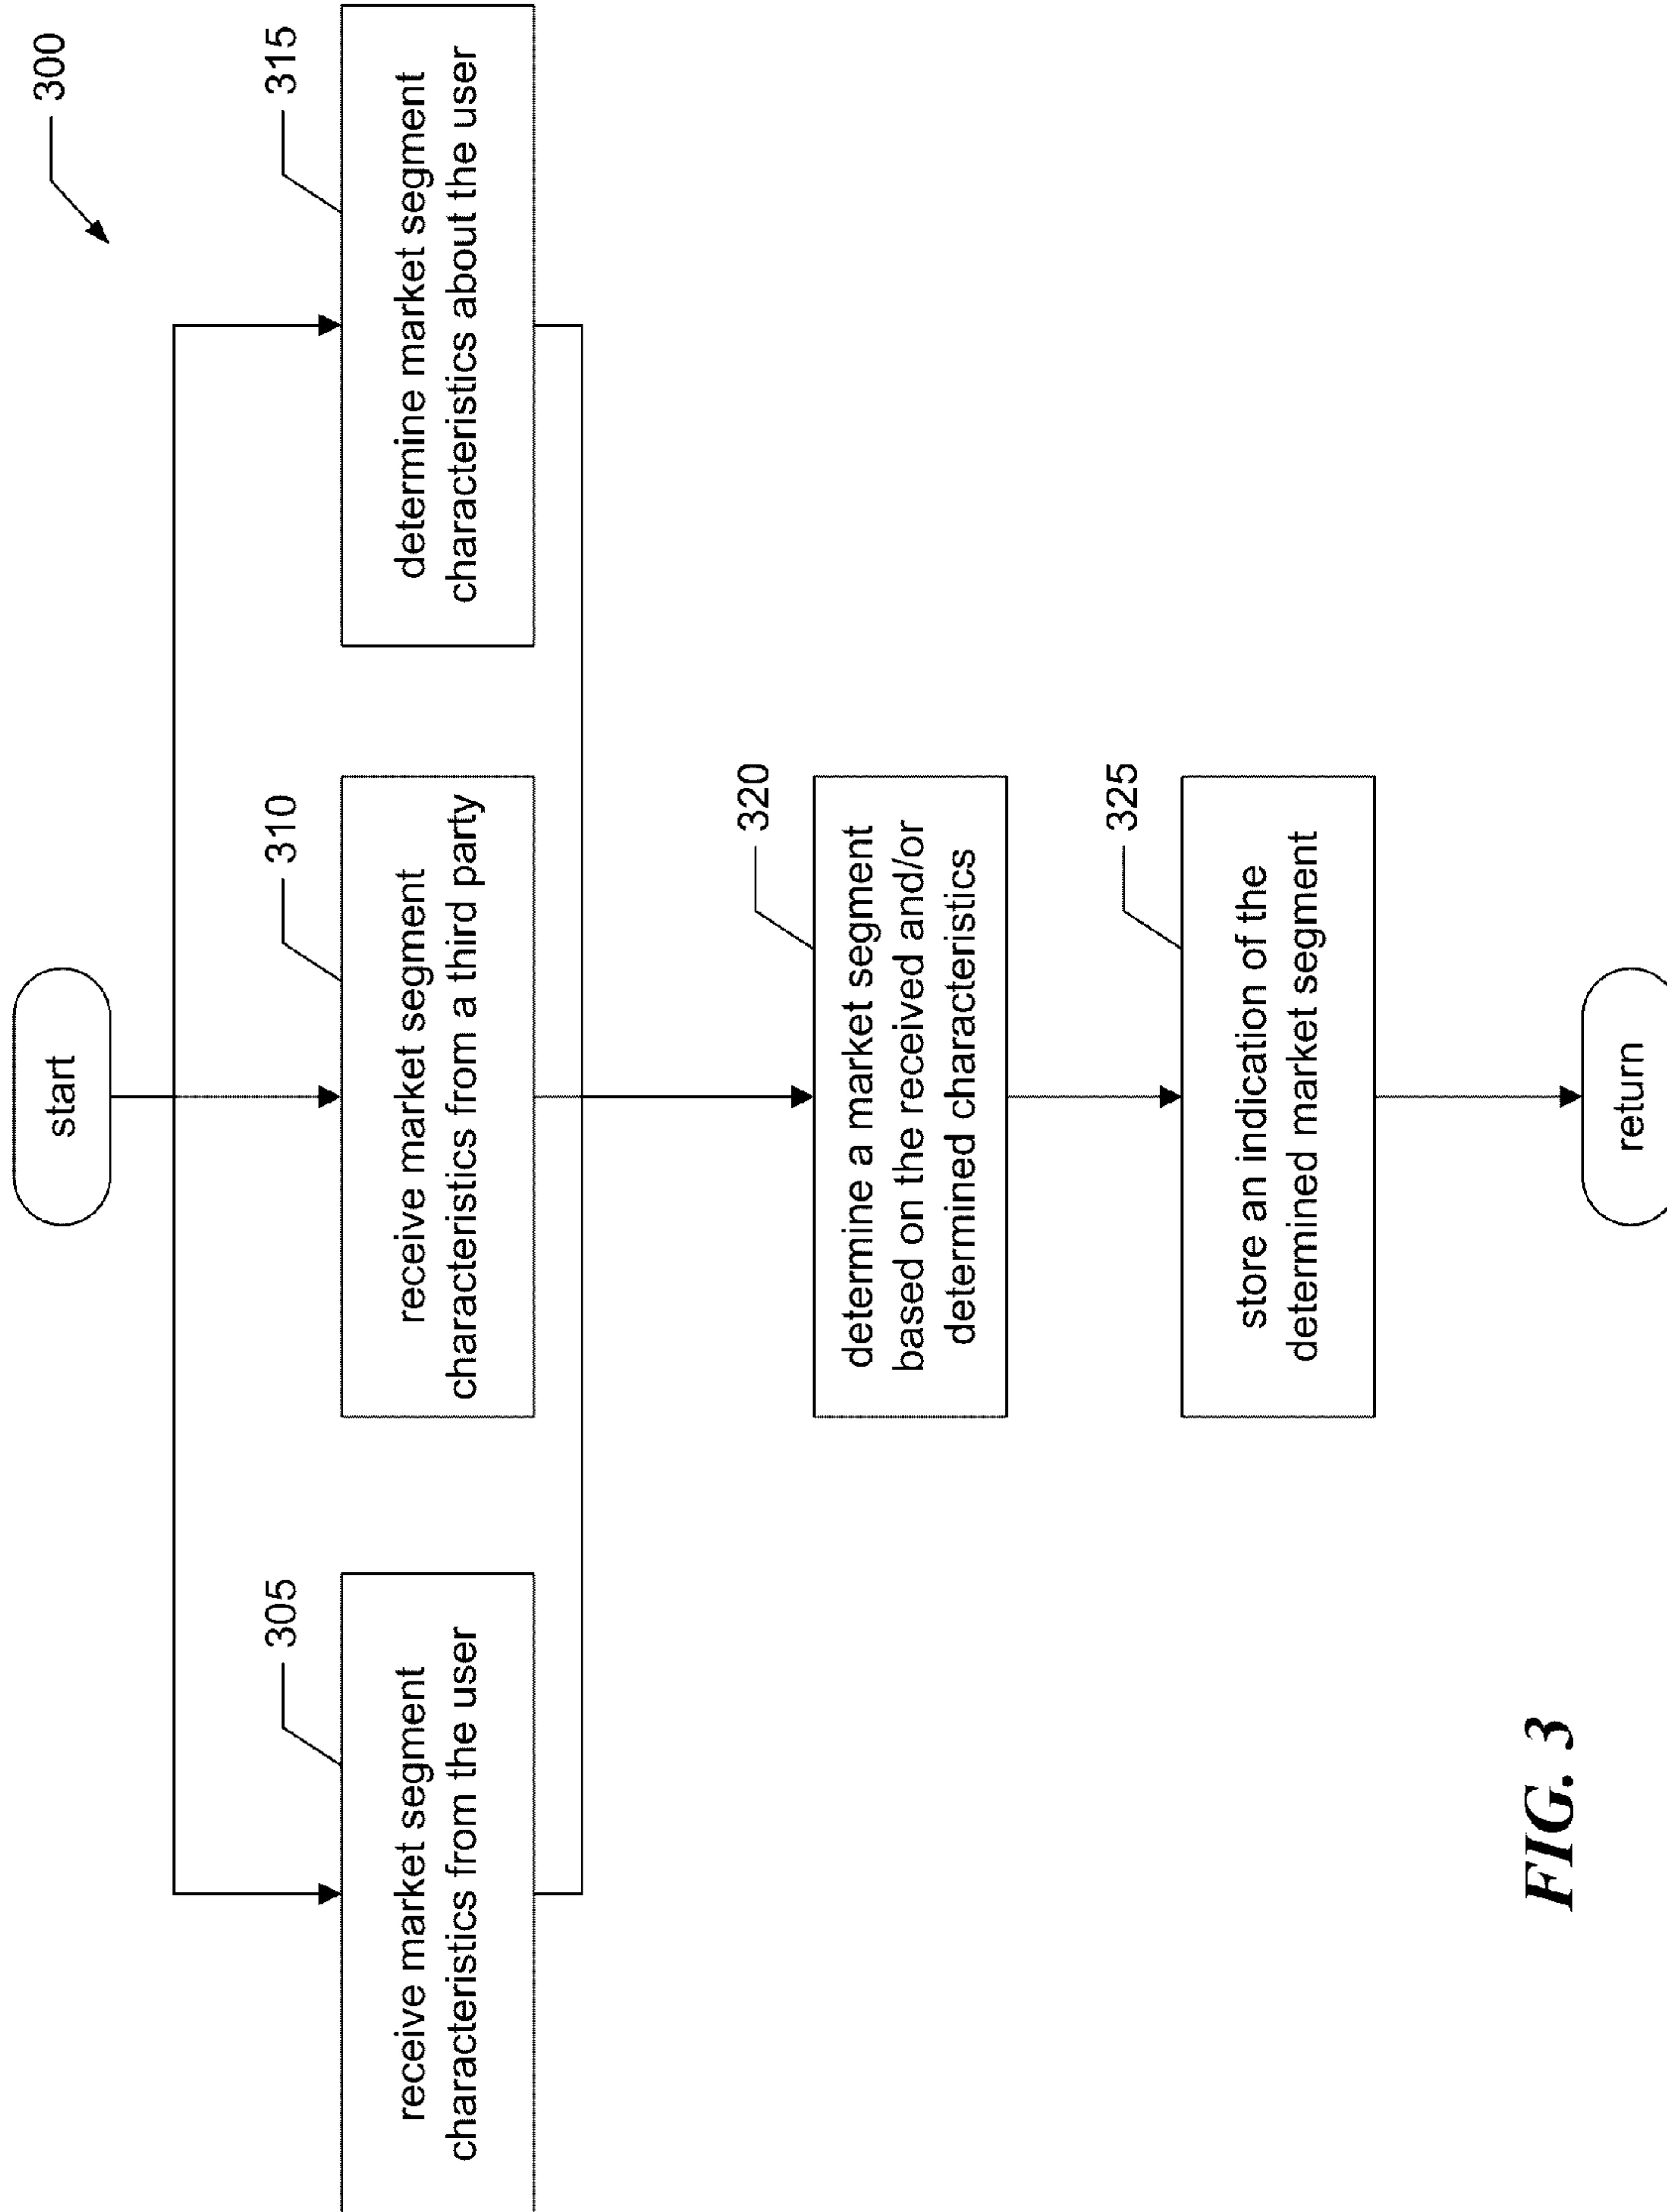 300
start
305
receive market segment
characteristics from the user
310
receive market segment
characteristics from a third party
315
determine market segment
characteristics about the user
320
determine a market segment
based on the received and/or
determined characteristics
325
store an indication of the
determined market segment
return
FIG. 3